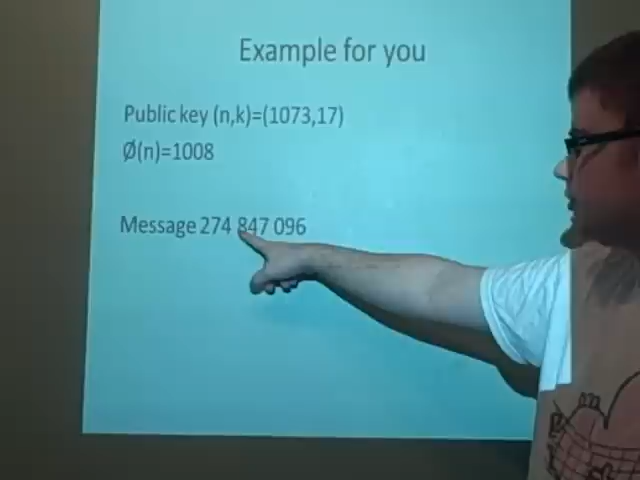 Example for you
Public key (n,k)=(1073,17)
Ø(n)=1008
Message 274 847 096